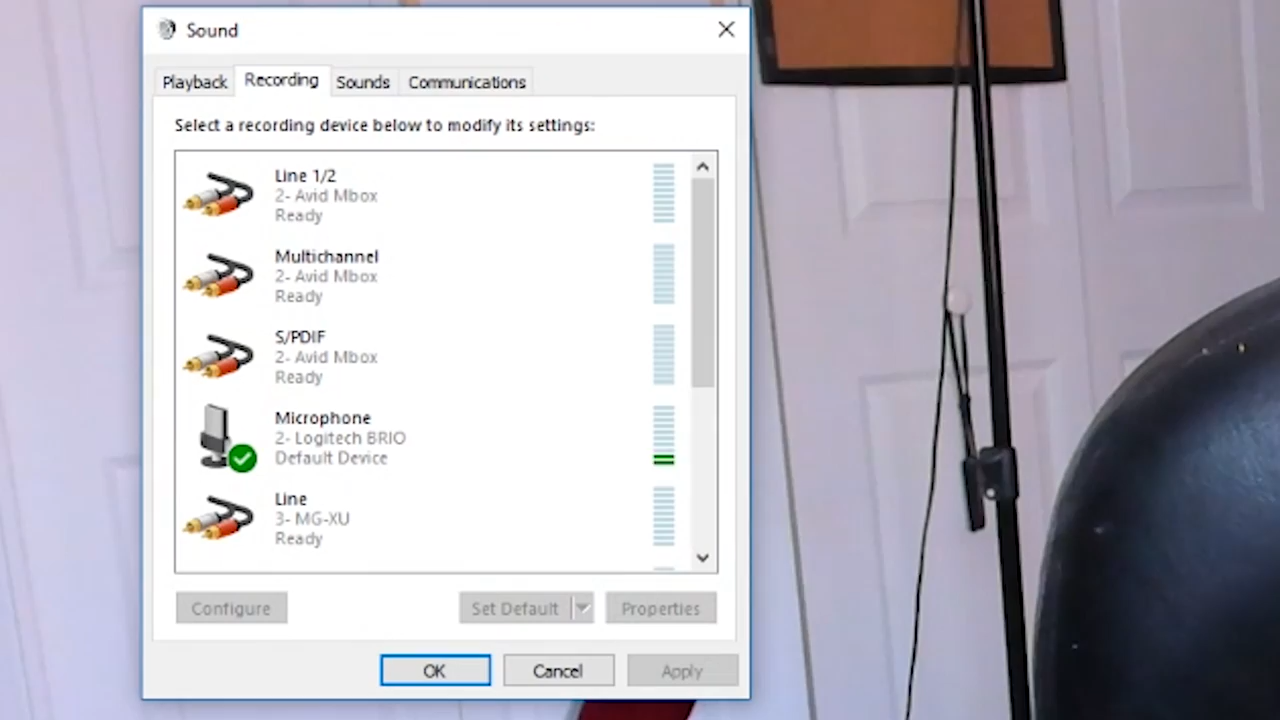 Sound
Playback
Recording
Sounds
Communications
Select a recording device below to modify its settings:
Line 1/2
2- Avid Mbox
Ready
Multichannel
2- Avid Mbox
Ready
S/PDIF
2- Avid Mbox
Ready
Microphone
2- Logitech BRIO
Default Device
Line
3- MG-XU
Ready
Configure
Set Default
Properties
OK
Cancel
Apply